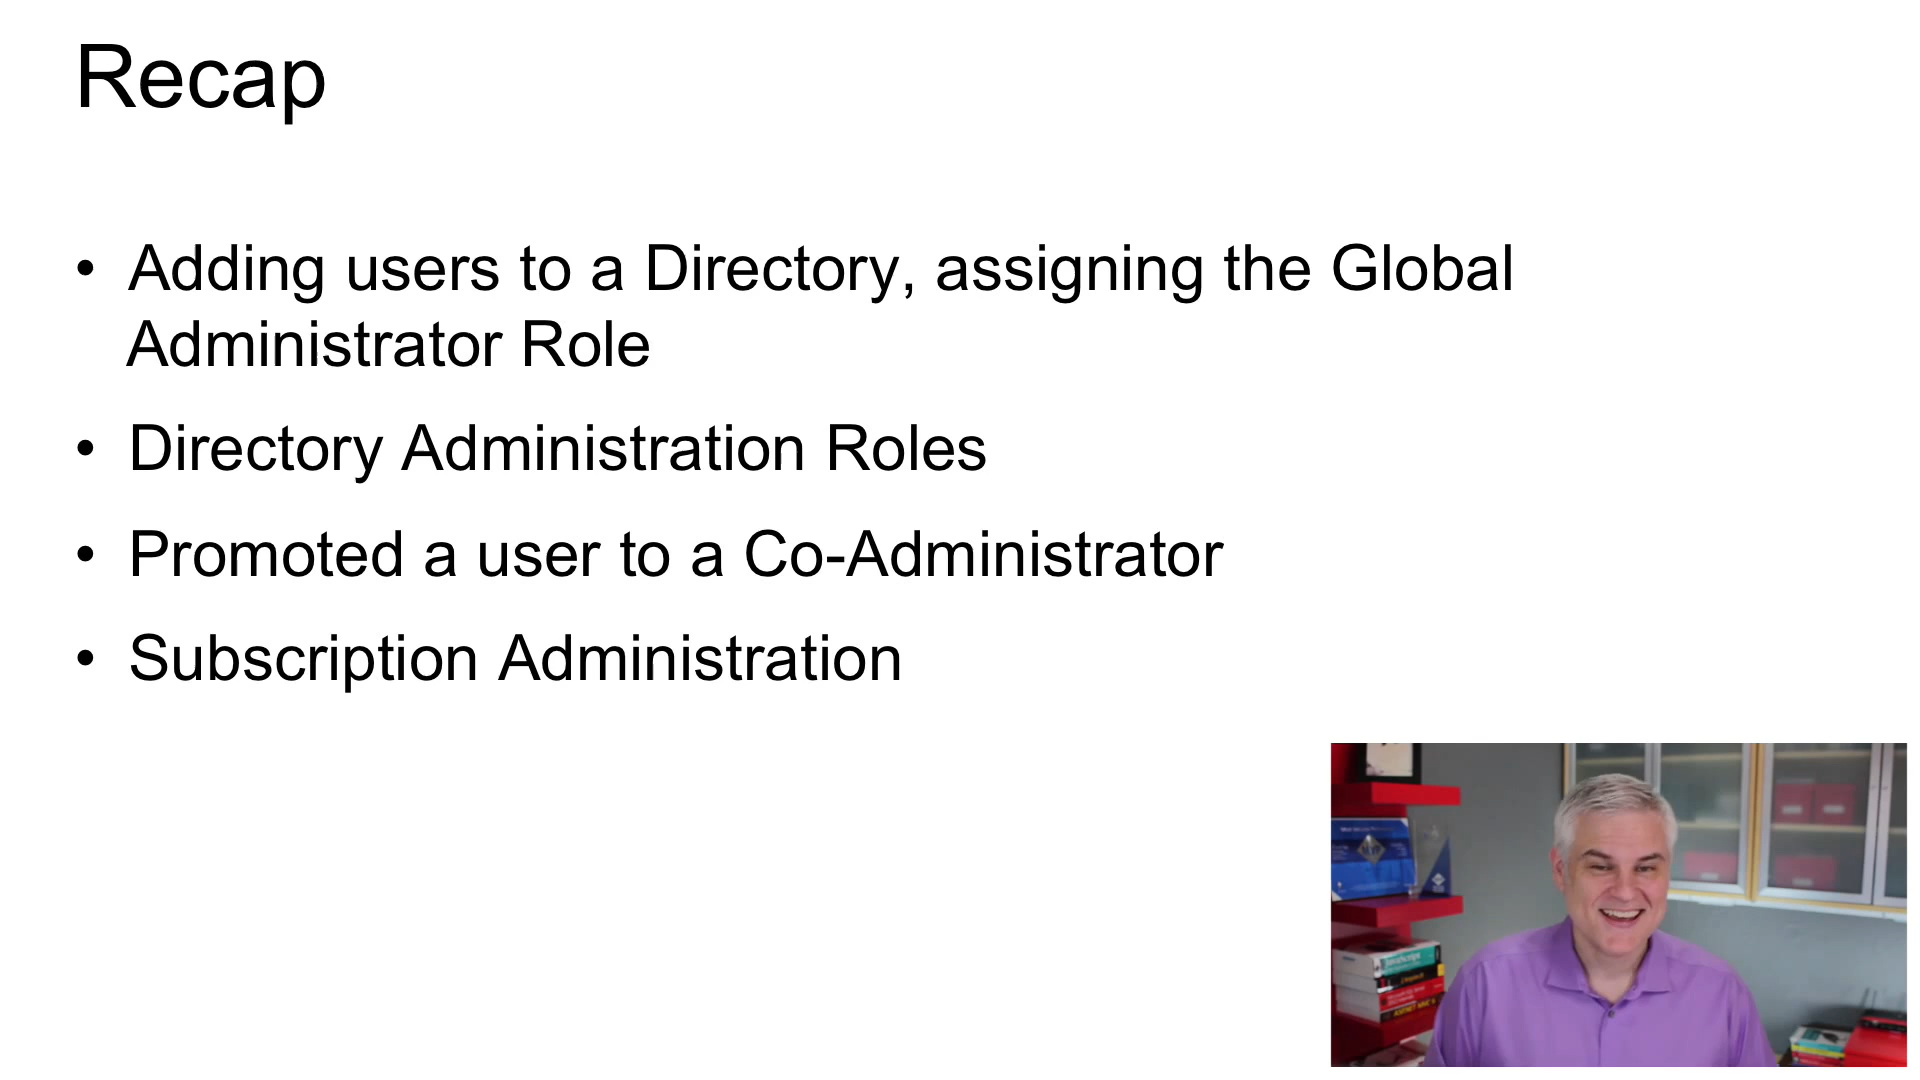 Recap
• Adding users to a Directory, assigning the Global
Administrator Role
• Directory Administration Roles
• Promoted a user to a Co-Administrator
• Subscription Administration
JavaScript